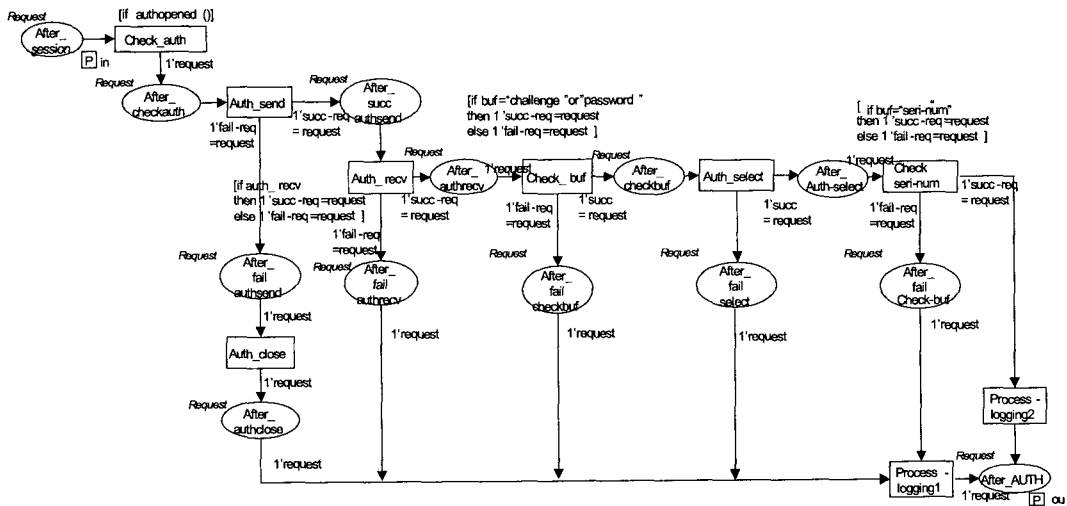 Request
[if authopened ()]
After_
session
Check_auth
P in
1'request
Request
After_
checkauth
Auth_send
Request
After_
succ
authsend
1'fail-req
=request
1'succ-req
= request
[if buf="challenge "or"password "
then 1 'succ-req=request
else 1 'fail-req=request ]
[ if buf="seri-num"
then 1 'succ-req=request
else 1 'fail-req=request ]
[if auth_ recv
then 1 'succ-req=request
else 1 'fail-req=request ]
Auth_ recv
Request
After_
authrecv
1'succ-req
= request
1'request
Check_ buf
Request
After_
checkbuf
1'succ
= request
Auth_select
Request
After_
Auth-select
1'succ
= request
1'request
Check
seri-num
1'succ-req
= request
1'fail-req
=request
1'fail-req
=request
1'fail-req
=request
Request
After_
fail
authsend
Request
After_
fail
authrecv
Request
After_
fail
checkbuf
Request
After_
fail
select
Request
After_
fail
Check-buf
1'request
1'request
1'request
1'request
1'request
Auth_close
1'request
Request
After_
authclose
1'request
Process -
logging2
Process -
logging1
Request
After_AUTH
1'request
P ou